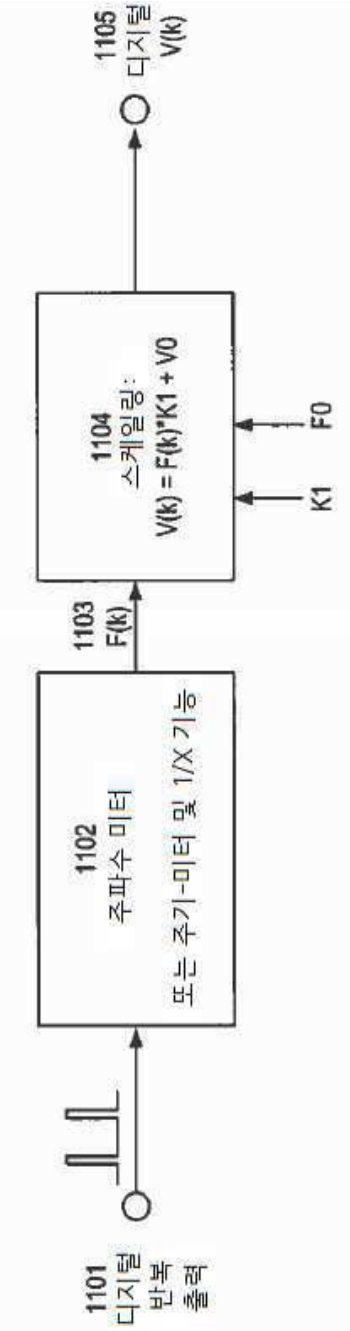 1101
디지털
반복
출력
1102
주파수 미터
또는 주기-미터 및 1/X 기능
1103
F(k)
1104
스케일링:
V(k) = F(k)*K1 + V0
K1
F0
1105
디지털
V(k)